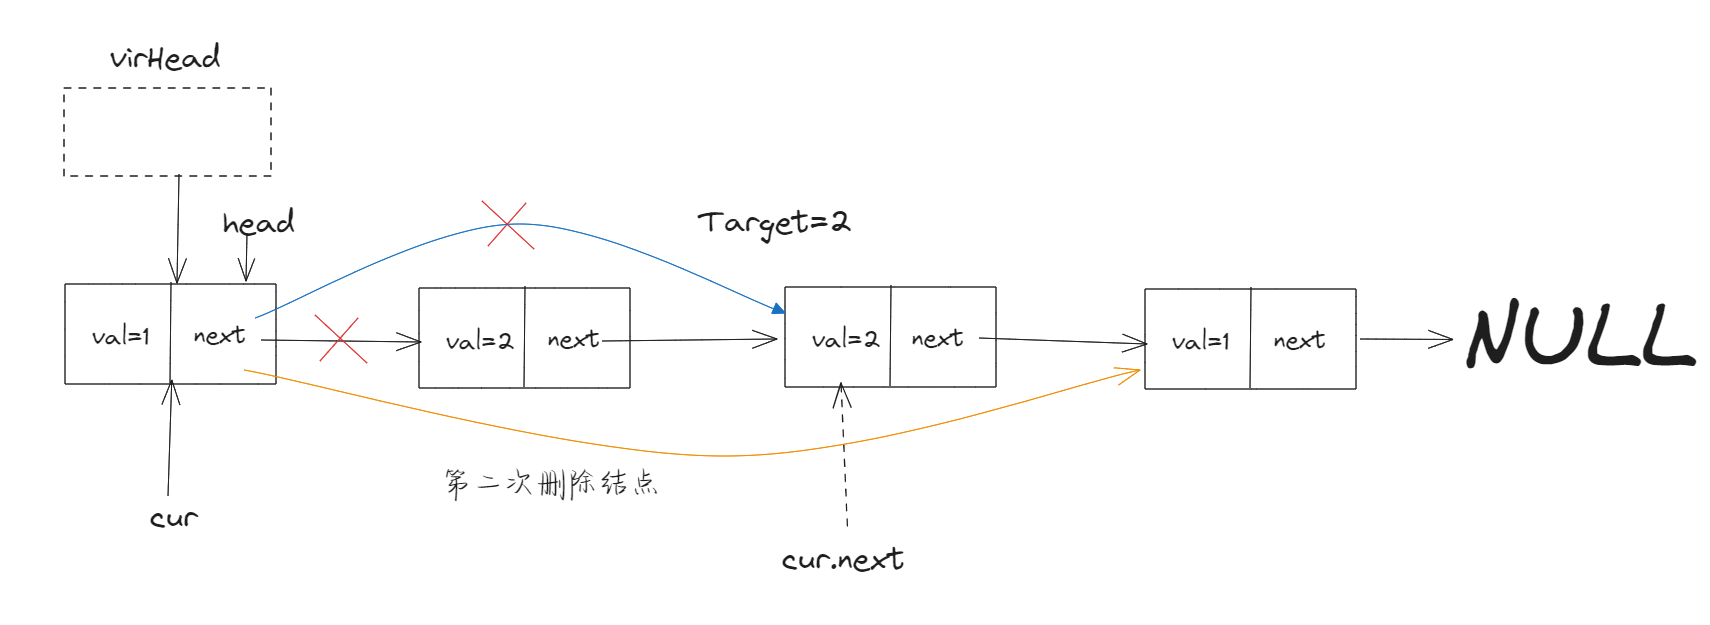 virHead
head
Target=2
val=1 next
val=2 next
val=2 next
val=1 next
NULL
第二次删除结点
cur
cur.next